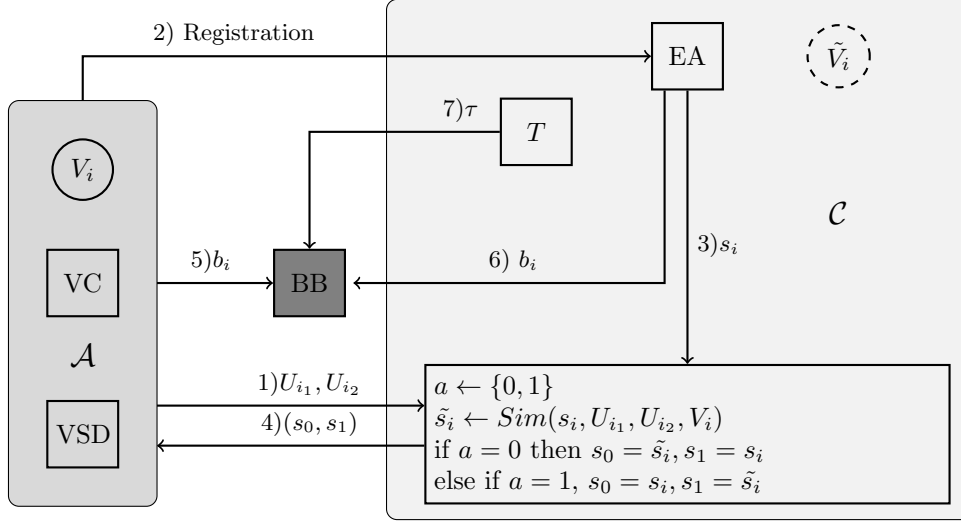 2) Registration
EA
Ṽ_i
7)τ
T
V_i
𝒞
5)b_i
6) b_i
3)s_i
VC
BB
𝒜
1)U_{i_1}, U_{i_2}
a ← {0, 1}
s̃_i ← Sim(s_i, U_{i_1}, U_{i_2}, V_i)
4)(s_0, s_1)
VSD
if a = 0 then s_0 = s̃_i, s_1 = s_i
else if a = 1, s_0 = s_i, s_1 = s̃_i